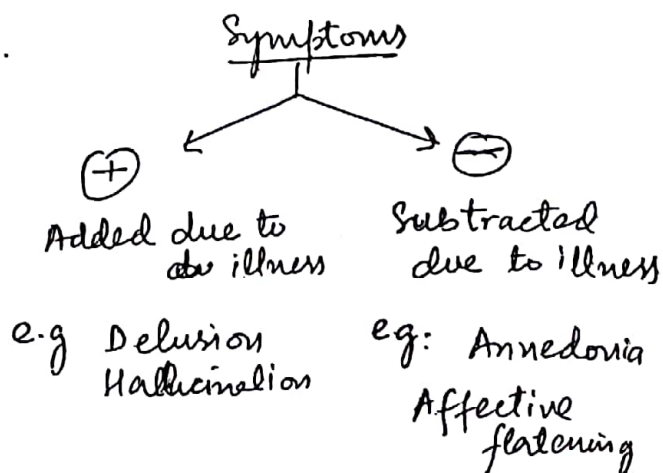 Symptoms
+
−
Added due to
illness
Subtracted
due to illness
e.g Delusion
Hallucination
eg: Annedonia
Affective
flatening